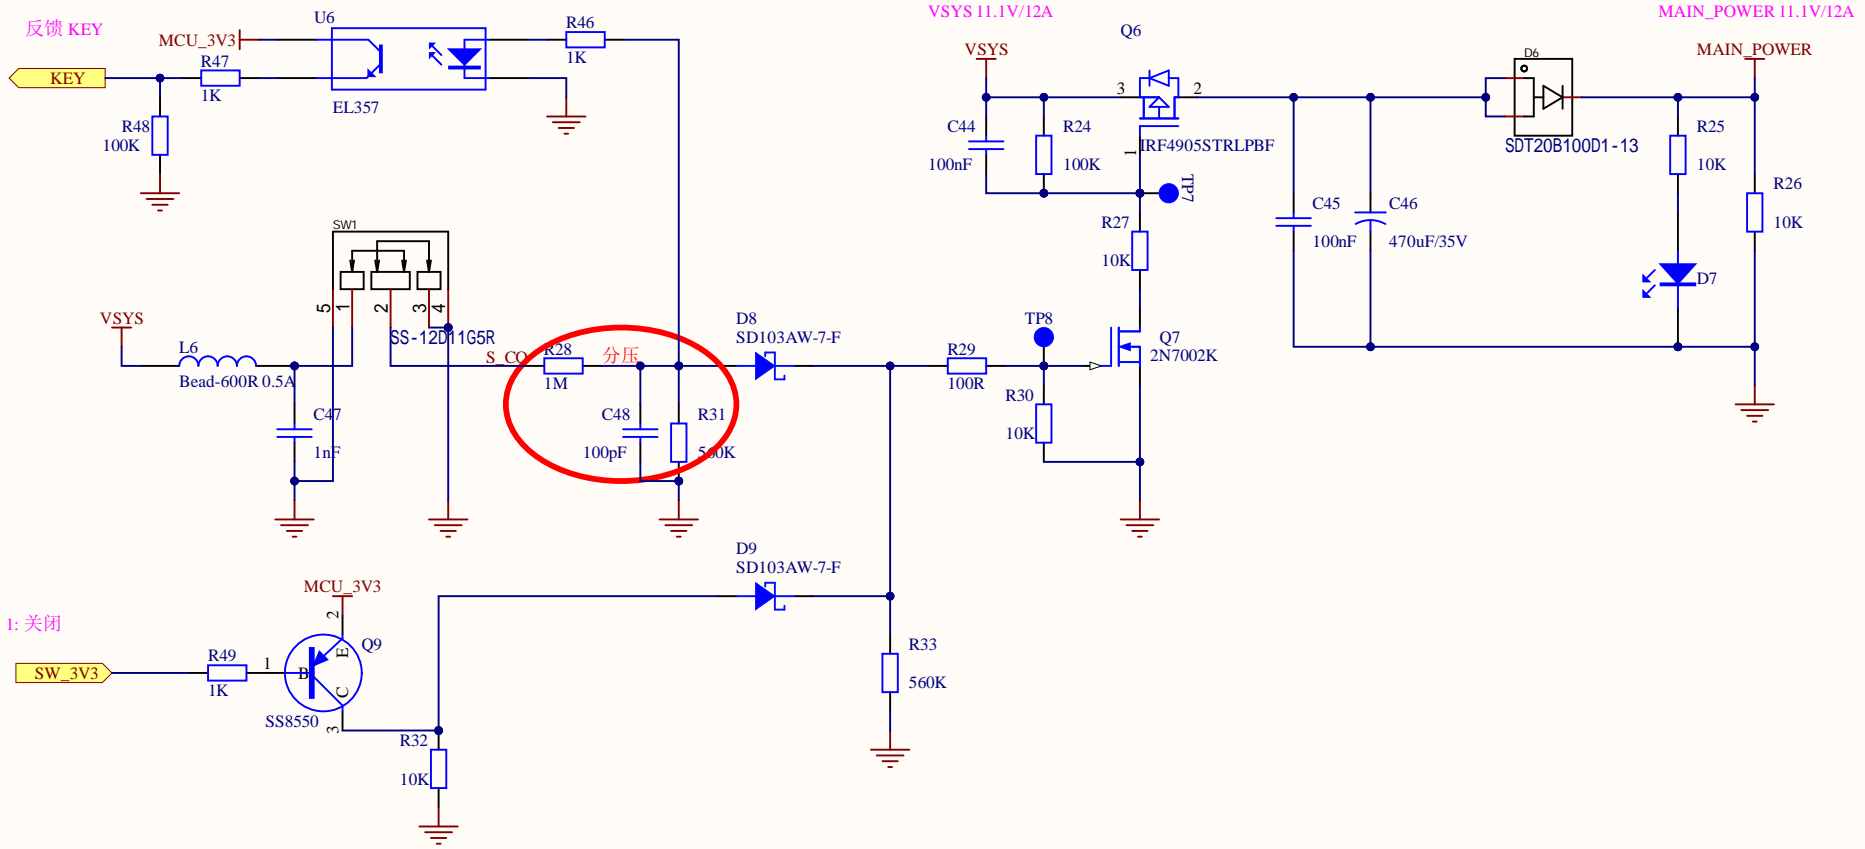 反馈 KEY
U6
MCU_3V3
R46
1K
KEY
R47
1K
EL357
R48
100K
VSYS 11.1V/12A
MAIN_POWER 11.1V/12A
Q6
VSYS
D6
MAIN_POWER
3
2
C44
100nF
R24
100K
1
IRF4905STRLPBF
SDT20B100D1-13
R25
10K
TP7
R26
10K
R27
10K
C45
100nF
C46
470uF/35V
D7
SW1
5
1
2
3
4
SS-12D11G5R
VSYS
L6
Bead-600R 0.5A
S_CO
R28
1M
分压
D8
SD103AW-7-F
TP8
Q7
2N7002K
R29
100R
C47
1nF
C48
100pF
R31
560K
R30
10K
D9
SD103AW-7-F
MCU_3V3
2
1: 关闭
Q9
E
SW_3V3
R49
1K
1
B
C
SS8550
3
R33
560K
R32
10K